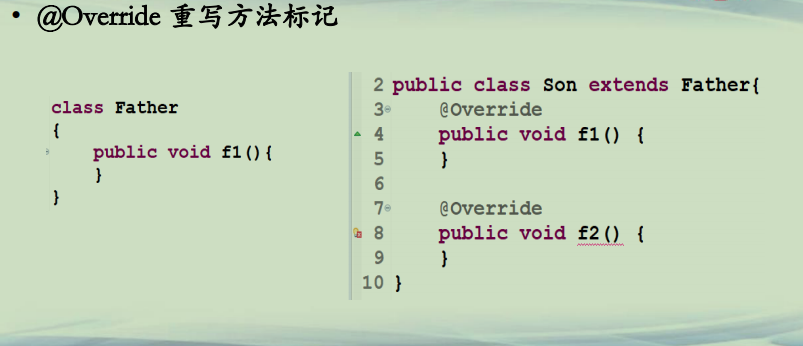 • @Override 重写方法标记
class Father
{
public void f1(){
}
}
2 public class Son extends Father{
3 @Override
4 public void f1() {
5 }
6
7 @Override
8 public void f2() {
9 }
10 }